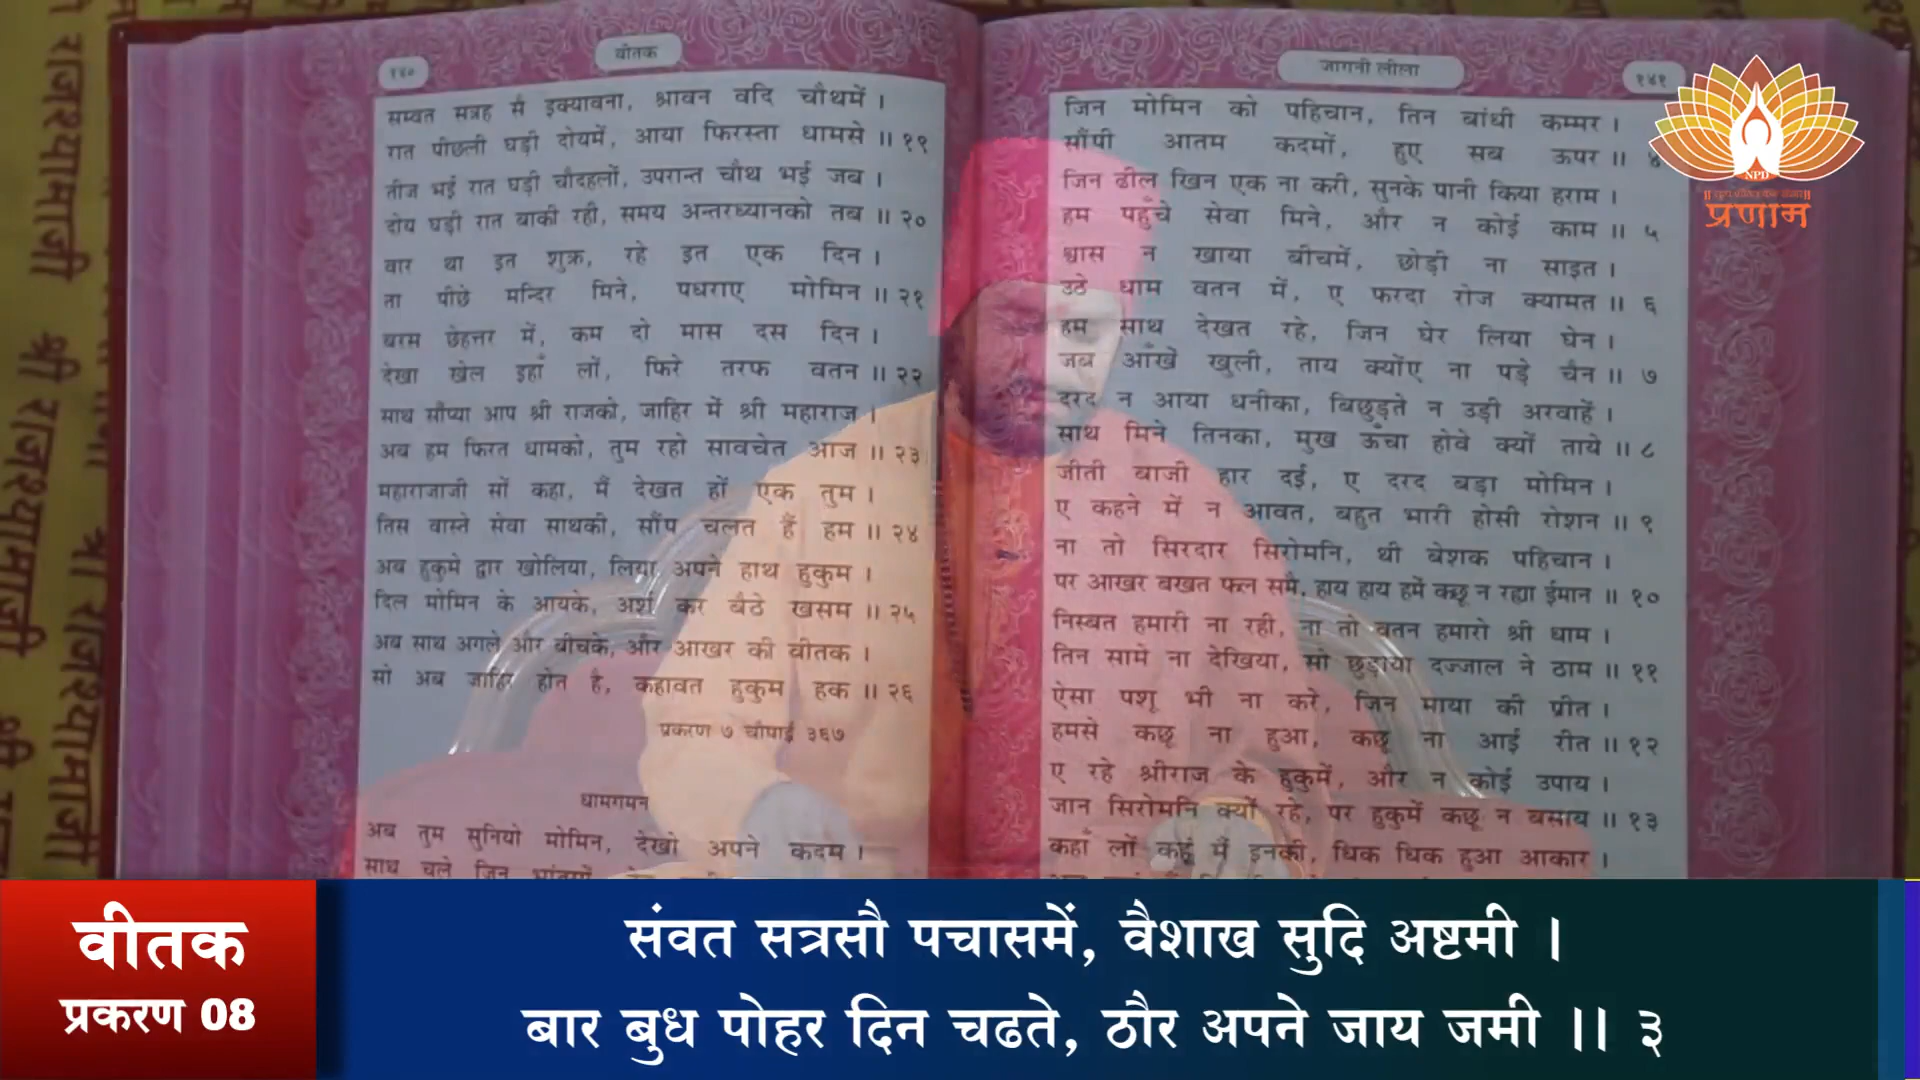 १४०
वीतक
सम्वत सत्रह सै इक्यावना, श्रावन वदि चौथमें ।
रात पीछली घड़ी दोयमें, आया फिरस्ता धामसे ॥ १९
तीज भई रात घड़ी चौदहलों, उपरान्त चौथ भई जब ।
दोय घड़ी रात बाकी रही, समय अन्तरध्यानको तब ॥ २०
वार था इत शुक्र, रहे इत एक दिन ।
ता पीछे मन्दिर मिने, पधराए मोमिन ॥ २१
बरस छेहत्तर में, कम दो मास दस दिन ।
देखा खेल इहाँ लों, फिरे तरफ वतन ॥ २२
साथ सौंप्या आप श्री राजको, जाहिर में श्री महाराज ।
अब हम फिरत धामको, तुम रहो सावचेत आज ॥ २३
महाराजाजी सों कहा, मैं देखत हों एक तुम ।
तिस वास्ते सेवा साथकी, सौंप चलत हैं हम ॥ २४
अब हुकुमे द्वार खोलिया, लिया अपने हाथ हुकुम ।
दिल मोमिन के आयके, अर्श कर बैठे खसम ॥ २५
अब साथ अगले और बीचके, और आखर की वीतक ।
सो अब जाहिर होत है, कहावत हुकुम हक ॥ २६
प्रकरण ७ चौपाई ३६७
धामगमन
अब तुम सुनियो मोमिन, देखो अपने कदम ।
साथ चले जिन
जागनी लीला
१४१
जिन मोमिन को पहिचान, तिन बांधी कम्मर ।
सौंपी आतम कदमों, हुए सब ऊपर ॥ ४
जिन ढील खिन एक ना करी, सुनके पानी किया हराम ।
हम पहुँचे सेवा मिने, और न कोई काम ॥ ५
श्वास न खाया बीचमें, छोड़ी ना साइत ।
उठे धाम वतन में, ए फरदा रोज क्यामत ॥ ६
हम साथ देखत रहे, जिन घेर लिया घेन ।
जब आँखें खुली, ताय क्योंए ना पड़े चैन ॥ ७
दरद न आया धनीका, बिछुड़ते न उड़ी अरवाहें ।
साथ मिने तिनका, मुख ऊँचा होवे क्यों ताये ॥ ८
जीती बाजी हार दई, ए दरद बड़ा मोमिन ।
ए कहने में न आवत, बहुत भारी होसी रोशन ॥ ९
ना तो सिरदार सिरोमनि, थी बेशक पहिचान ।
पर आखर बखत फल समै, हाय हाय हमें कछू न रह्या ईमान ॥ १०
निस्बत हमारी ना रही, ना तो वतन हमारो श्री धाम ।
तिन सामे ना देखिया, सो छुड़ाया दज्जाल ने ठाम ॥ ११
ऐसा पशू भी ना करे, जिन माया की प्रीत ।
हमसे कछू ना हुआ, कछू ना आई रीत ॥ १२
ए रहे श्रीराज के हुकुमें, और न कोई उपाय ।
जान सिरोमनि क्यों रहे, पर हुकुमें कछू न बसाय ॥ १३
कहाँ लों कहूं मैं इनकी, धिक धिक हुआ आकार ।
NPD
प्रणाम
वीतक
प्रकरण 08
संवत सत्रसौ पचासमें, वैशाख सुदि अष्टमी ।
बार बुध पोहर दिन चढते, ठौर अपने जाय जमी ।। ३
श्री राजश्यामाजी